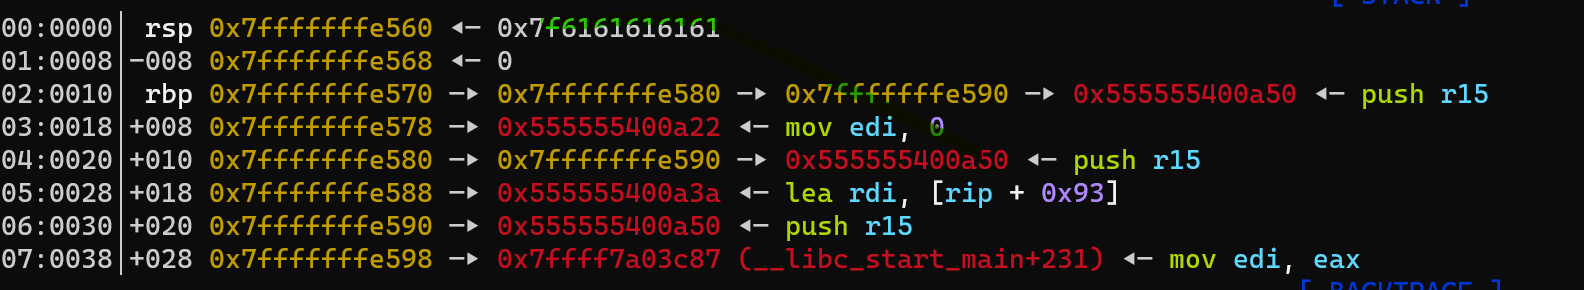 [ STACK ]
00:0000│ rsp 0x7fffffffe560 ◂— 0x7f6161616161
01:0008│-008 0x7fffffffe568 ◂— 0
02:0010│ rbp 0x7fffffffe570 —▸ 0x7fffffffe580 —▸ 0x7fffffffe590 —▸ 0x555555400a50 ◂— push r15
03:0018│+008 0x7fffffffe578 —▸ 0x555555400a22 ◂— mov edi, 0
04:0020│+010 0x7fffffffe580 —▸ 0x7fffffffe590 —▸ 0x555555400a50 ◂— push r15
05:0028│+018 0x7fffffffe588 —▸ 0x555555400a3a ◂— lea rdi, [rip + 0x93]
06:0030│+020 0x7fffffffe590 —▸ 0x555555400a50 ◂— push r15
07:0038│+028 0x7fffffffe598 —▸ 0x7ffff7a03c87 (__libc_start_main+231) ◂— mov edi, eax
[ BACKTRACE ]